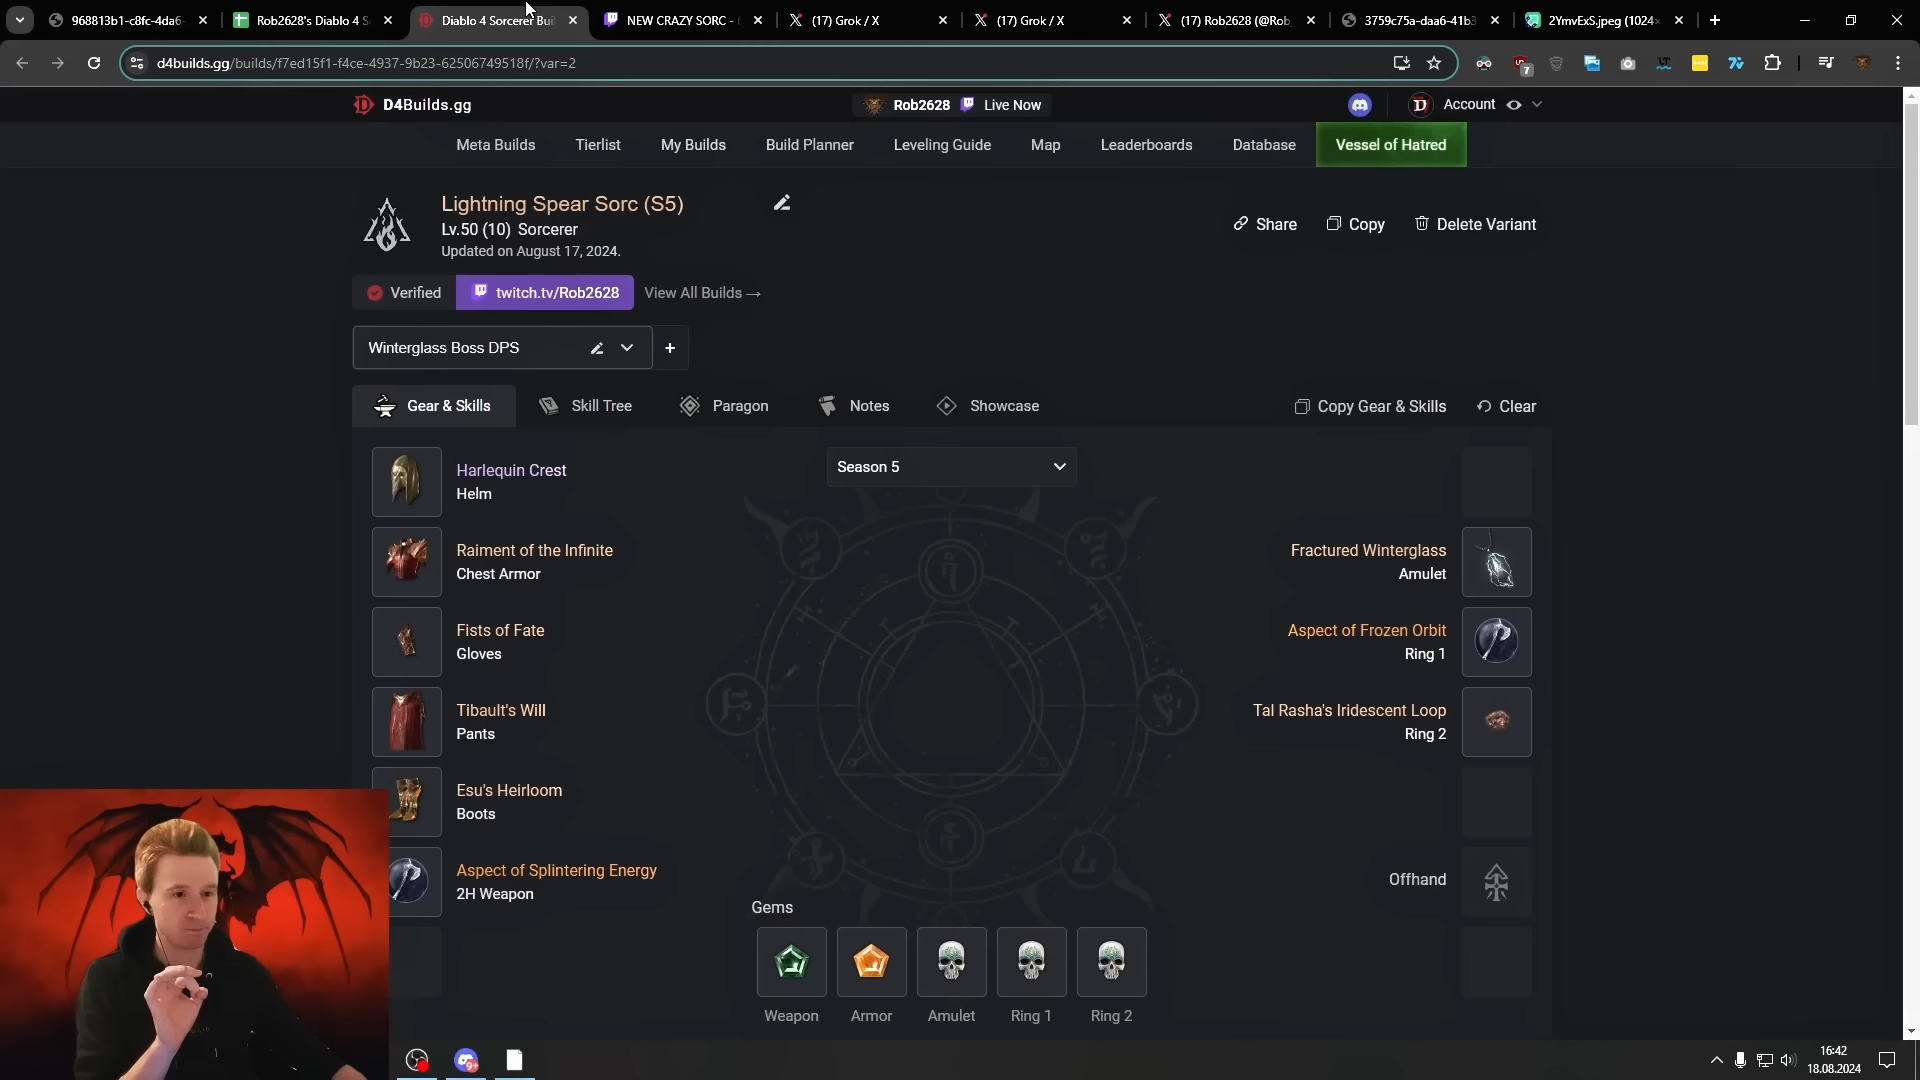 968813b1-c8fc-4da6-
Rob2628's Diablo 4 S
Diablo 4 Sorcerer Buil
NEW CRAZY SORC -
(17) Grok / X
(17) Grok / X
(17) Rob2628 (@Rob_
3759c75a-daa6-41b3
2YmvExS.jpeg (1024×
d4builds.gg/builds/f7ed15f1-f4ce-4937-9b23-62506749518f/?var=2
7
D4Builds.gg
Rob2628 Live Now
Account
Meta Builds
Tierlist
My Builds
Build Planner
Leveling Guide
Map
Leaderboards
Database
Vessel of Hatred
Lightning Spear Sorc (S5)
Lv.50 (10) Sorcerer
Updated on August 17, 2024.
Share
Copy
Delete Variant
Verified
twitch.tv/Rob2628
View All Builds →
Winterglass Boss DPS
+
Gear & Skills
Skill Tree
Paragon
Notes
Showcase
Copy Gear & Skills
Clear
Harlequin Crest
Helm
Season 5
Raiment of the Infinite
Chest Armor
Fractured Winterglass
Amulet
Fists of Fate
Gloves
Aspect of Frozen Orbit
Ring 1
Tibault's Will
Pants
Tal Rasha's Iridescent Loop
Ring 2
Esu's Heirloom
Boots
Aspect of Splintering Energy
2H Weapon
Offhand
Gems
Weapon
Armor
Amulet
Ring 1
Ring 2
9+
16:42
18.08.2024